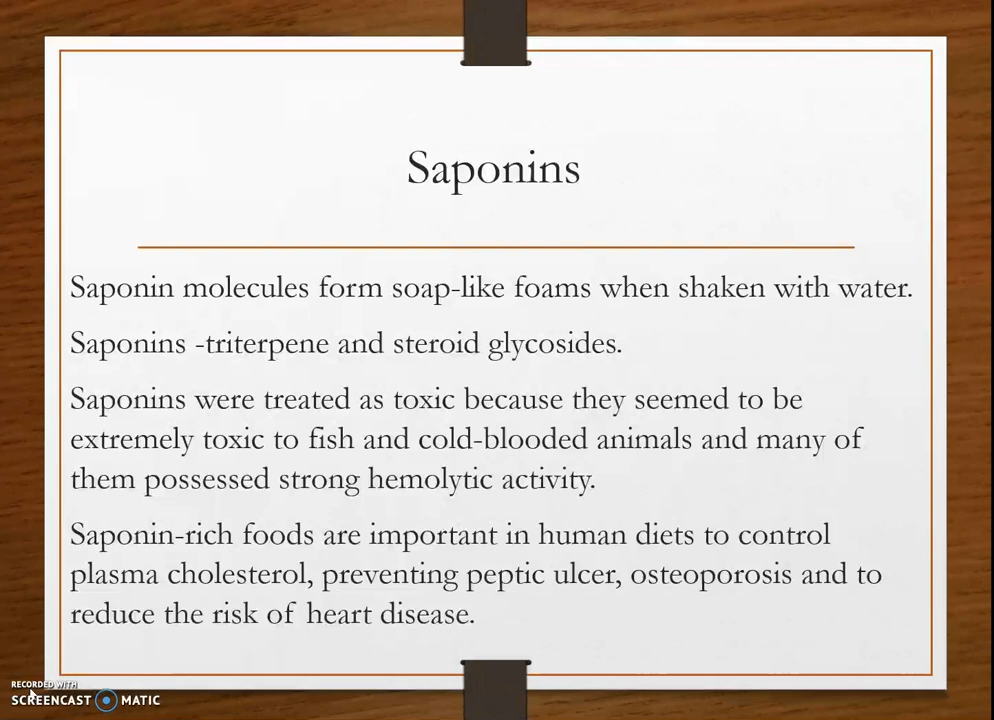 Saponins
Saponin molecules form soap-like foams when shaken with water.
Saponins -triterpene and steroid glycosides.
Saponins were treated as toxic because they seemed to be
extremely toxic to fish and cold-blooded animals and many of
them possessed strong hemolytic activity.
Saponin-rich foods are important in human diets to control
plasma cholesterol, preventing peptic ulcer, osteoporosis and to
reduce the risk of heart disease.
RECORDED WITH
SCREENCAST MATIC